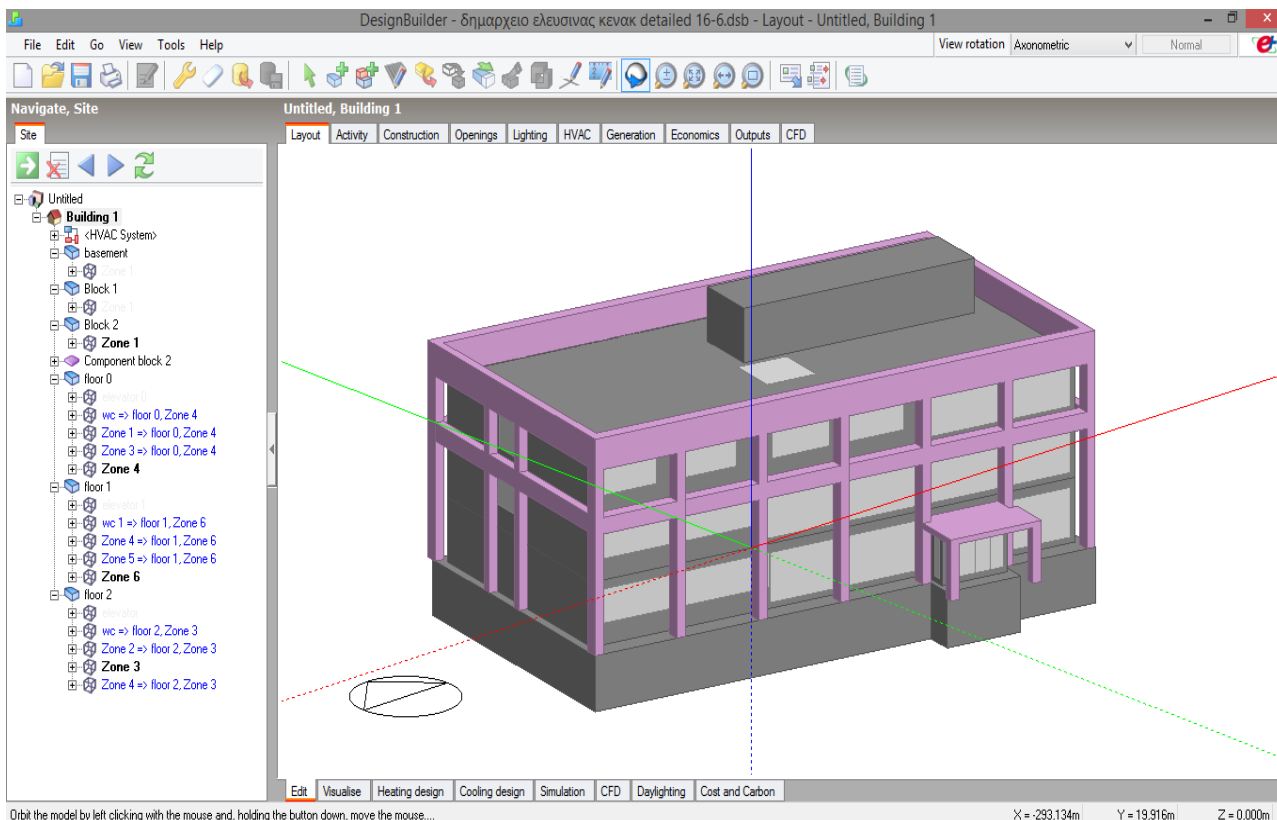 DesignBuilder - δημαρχειο ελευσινας κενακ detailed 16-6.dsb - Layout - Untitled, Building 1
File Edit Go View Tools Help
View rotation Axonometric Normal
Navigate, Site
Untitled, Building 1
Site
Layout Activity Construction Openings Lighting HVAC Generation Economics Outputs CFD
Untitled
Building 1
<HVAC System>
basement
Zone 1
Block 1
Zone 1
Block 2
Zone 1
Component block 2
floor 0
elevator 0
wc => floor 0, Zone 4
Zone 1 => floor 0, Zone 4
Zone 3 => floor 0, Zone 4
Zone 4
floor 1
elevator 1
wc 1 => floor 1, Zone 6
Zone 4 => floor 1, Zone 6
Zone 5 => floor 1, Zone 6
Zone 6
floor 2
elevator
wc => floor 2, Zone 3
Zone 2 => floor 2, Zone 3
Zone 3
Zone 4 => floor 2, Zone 3
Edit Visualise Heating design Cooling design Simulation CFD Daylighting Cost and Carbon
Orbit the model by left clicking with the mouse and, holding the button down, move the mouse.... X = -293.134m Y = 19.916m Z = 0.000m